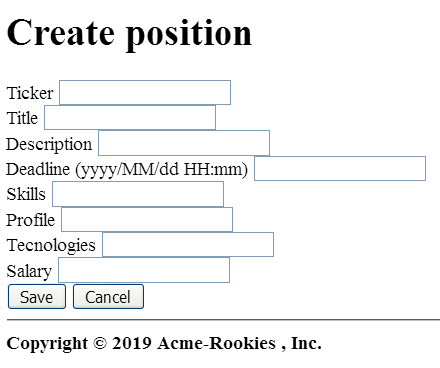 Create position
Ticker
Title
Description
Deadline (yyyy/MM/dd HH:mm)
Skills
Profile
Tecnologies
Salary
Save Cancel
Copyright © 2019 Acme-Rookies , Inc.